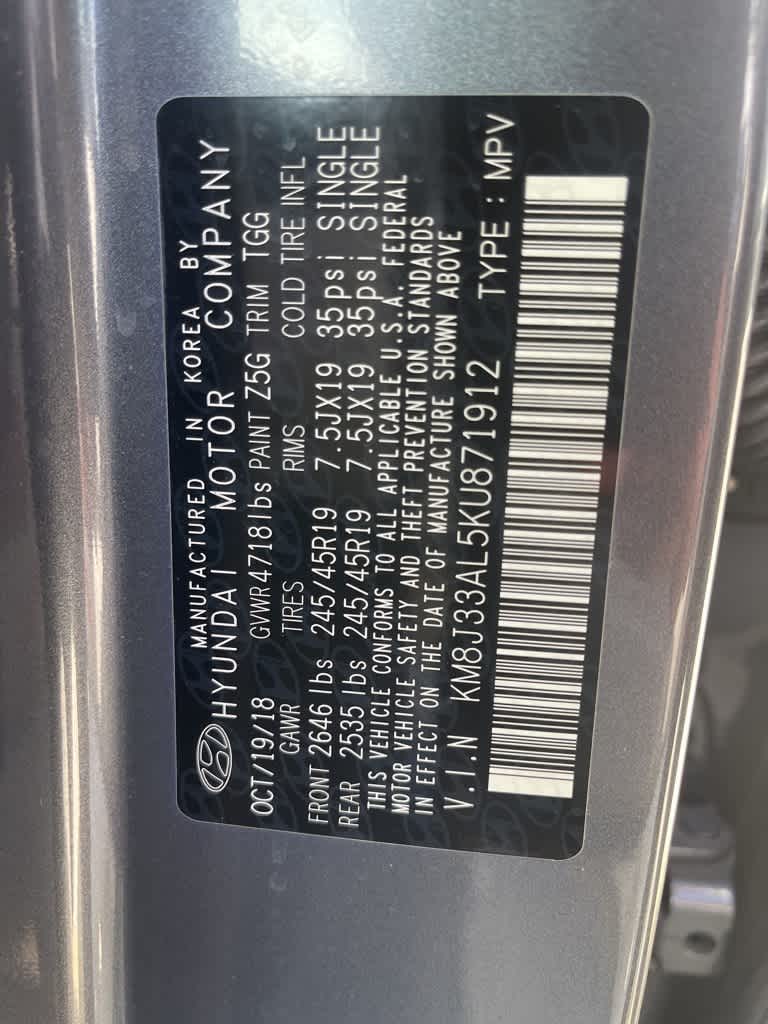 MANUFACTURED IN KOREA BY
HYUNDAI MOTOR COMPANY
OCT/19/18 GVWR 4718lbs PAINT Z5G TRIM TGG
GAWR TIRES RIMS COLD TIRE INFL
FRONT 2646 lbs 245/45R19 7.5JX19 35psi SINGLE
REAR 2535 lbs 245/45R19 7.5JX19 35psi SINGLE
THIS VEHICLE CONFORMS TO ALL APPLICABLE U.S.A. FEDERAL
MOTOR VEHICLE SAFETY AND THEFT PREVENTION STANDARDS
IN EFFECT ON THE DATE OF MANUFACTURE SHOWN ABOVE
V.I.N KM8J33AL5KU871912 TYPE : MPV